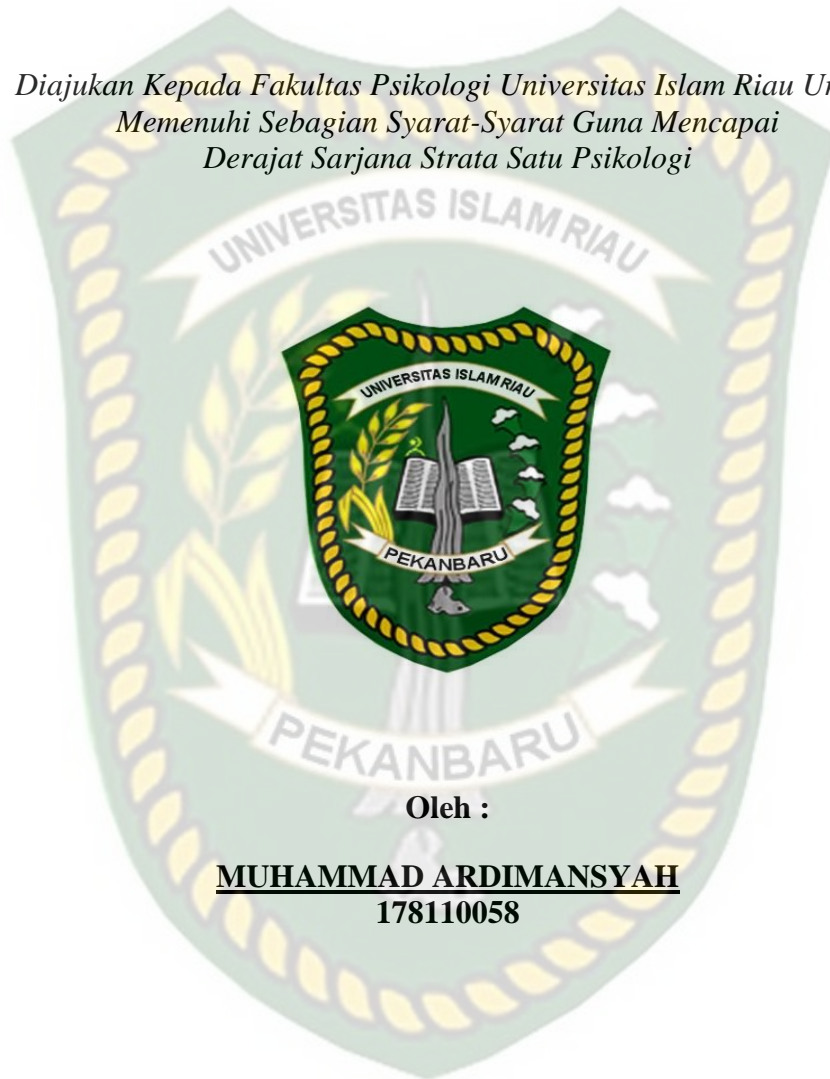 Diajukan Kepada Fakultas Psikologi Universitas Islam Riau
Memenuhi Sebagian Syarat-Syarat Guna Mencapai
Derajat Sarjana Strata Satu Psikologi
UNIVERSITAS ISLAM RIAU
UNIVERSITAS ISLAM RIAU
PEKANBARU
PEKANBARU
Oleh :
MUHAMMAD ARDIMANSYAH
178110058